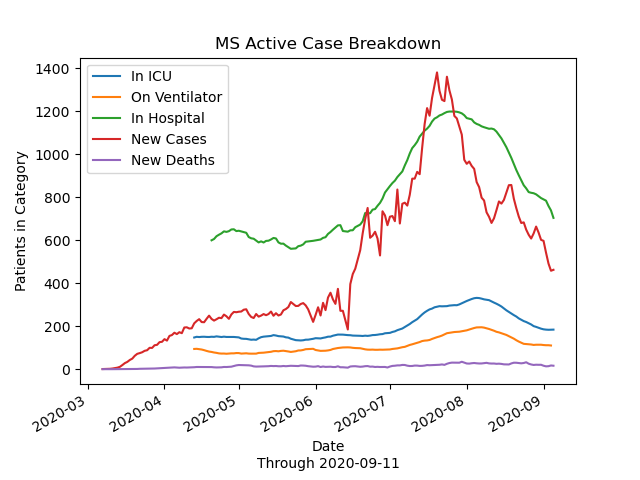 MS Active Case Breakdown
In ICU
On Ventilator
In Hospital
New Cases
New Deaths
Patients in Category
1400
1200
1000
800
600
400
200
0
2020-03
2020-04
2020-05
2020-06
2020-07
2020-08
2020-09
Date
Through 2020-09-11